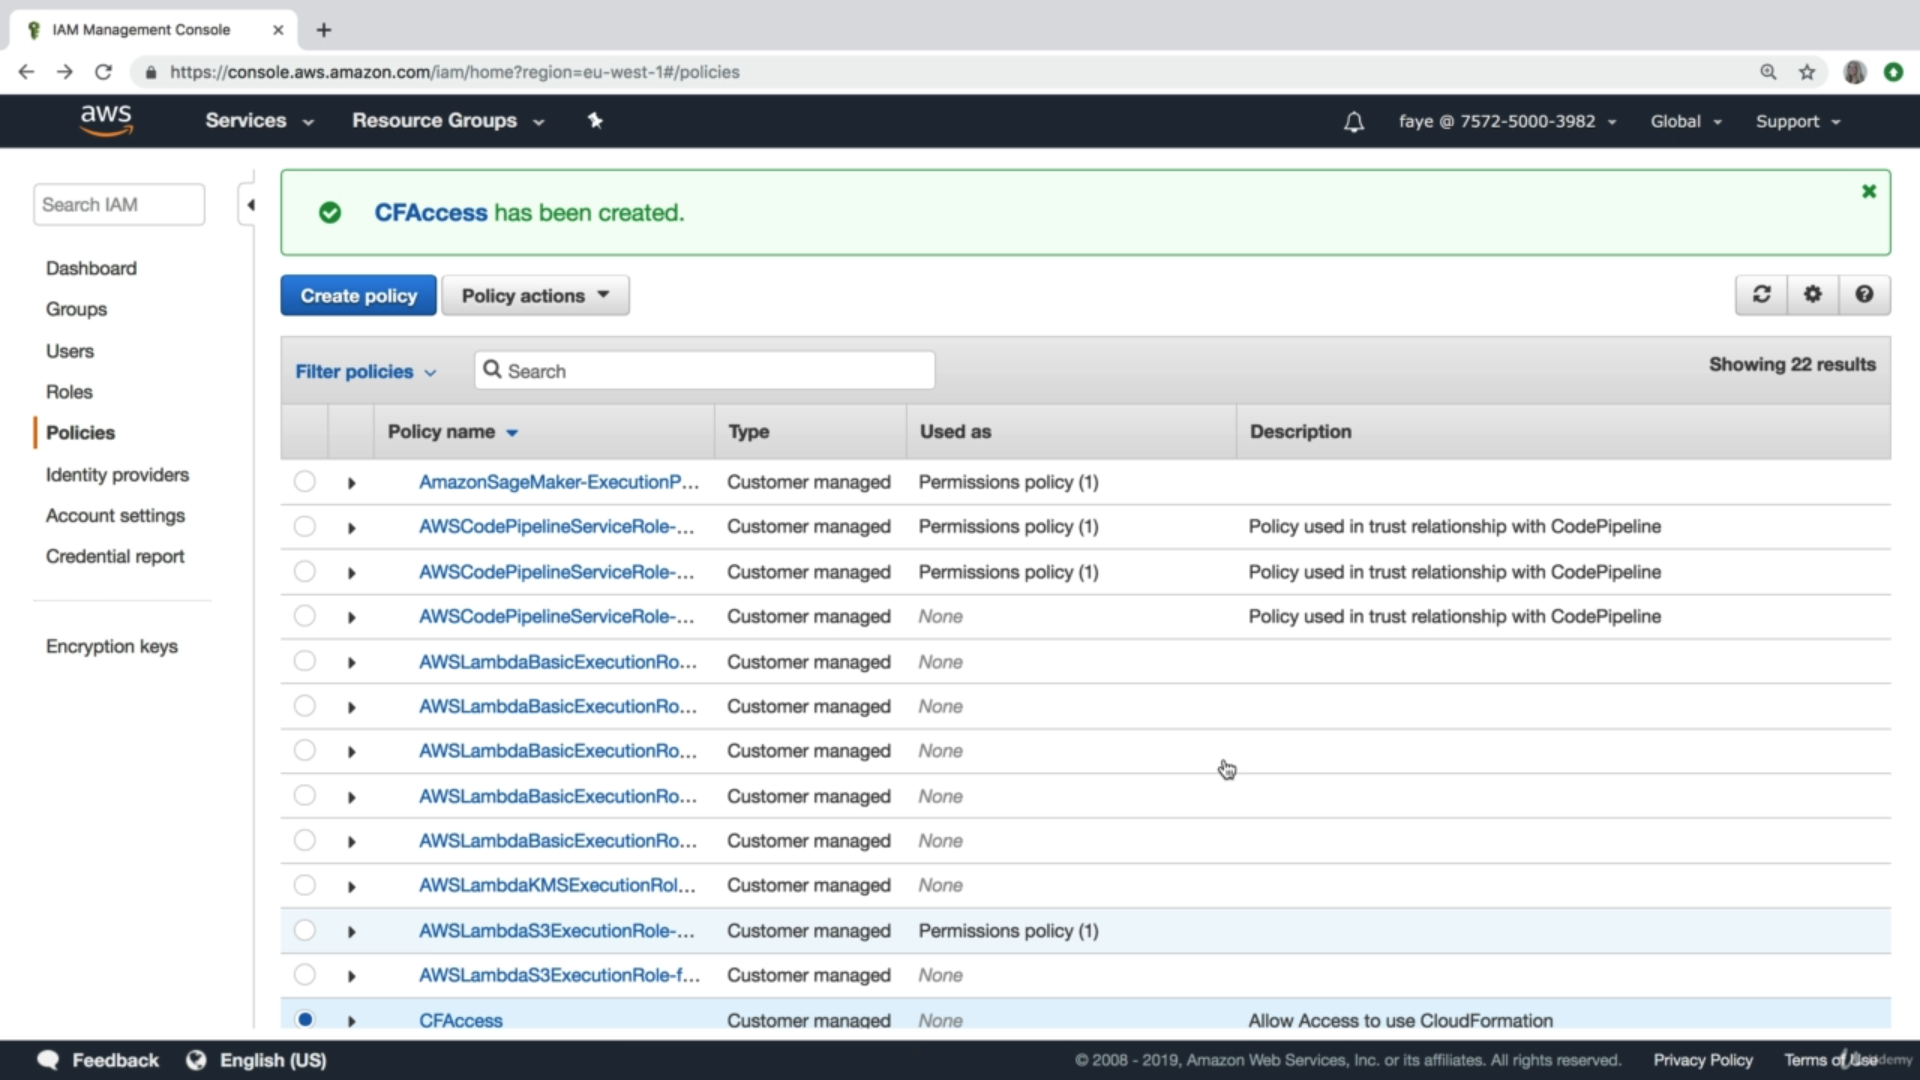 IAM Management Console
https://console.aws.amazon.com/iam/home?region=eu-west-1#/policies
aws Services Resource Groups faye @ 7572-5000-3982 Global Support
Search IAM
CFAccess has been created.
Dashboard
Groups
Users
Roles
Policies
Identity providers
Account settings
Credential report
Encryption keys
Create policy Policy actions
Filter policies Search Showing 22 results
Policy name Type Used as Description
AmazonSageMaker-ExecutionP... Customer managed Permissions policy (1)
AWSCodePipelineServiceRole-... Customer managed Permissions policy (1) Policy used in trust relationship with CodePipeline
AWSCodePipelineServiceRole-... Customer managed Permissions policy (1) Policy used in trust relationship with CodePipeline
AWSCodePipelineServiceRole-... Customer managed None Policy used in trust relationship with CodePipeline
AWSLambdaBasicExecutionRo... Customer managed None
AWSLambdaBasicExecutionRo... Customer managed None
AWSLambdaBasicExecutionRo... Customer managed None
AWSLambdaBasicExecutionRo... Customer managed None
AWSLambdaBasicExecutionRo... Customer managed None
AWSLambdaKMSExecutionRol... Customer managed None
AWSLambdaS3ExecutionRole-... Customer managed Permissions policy (1)
AWSLambdaS3ExecutionRole-f... Customer managed None
CFAccess Customer managed None Allow Access to use CloudFormation
Feedback English (US) © 2008 - 2019, Amazon Web Services, Inc. or its affiliates. All rights reserved. Privacy Policy Terms of Use